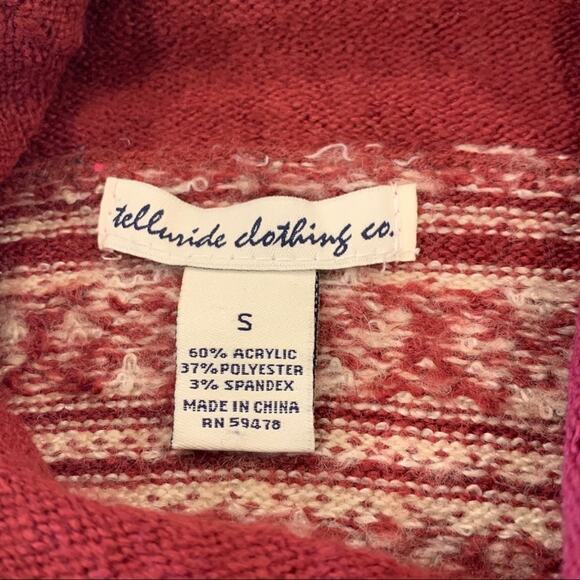 telluride clothing co.
S
60% ACRYLIC
37% POLYESTER
3% SPANDEX
MADE IN CHINA
RN 59478